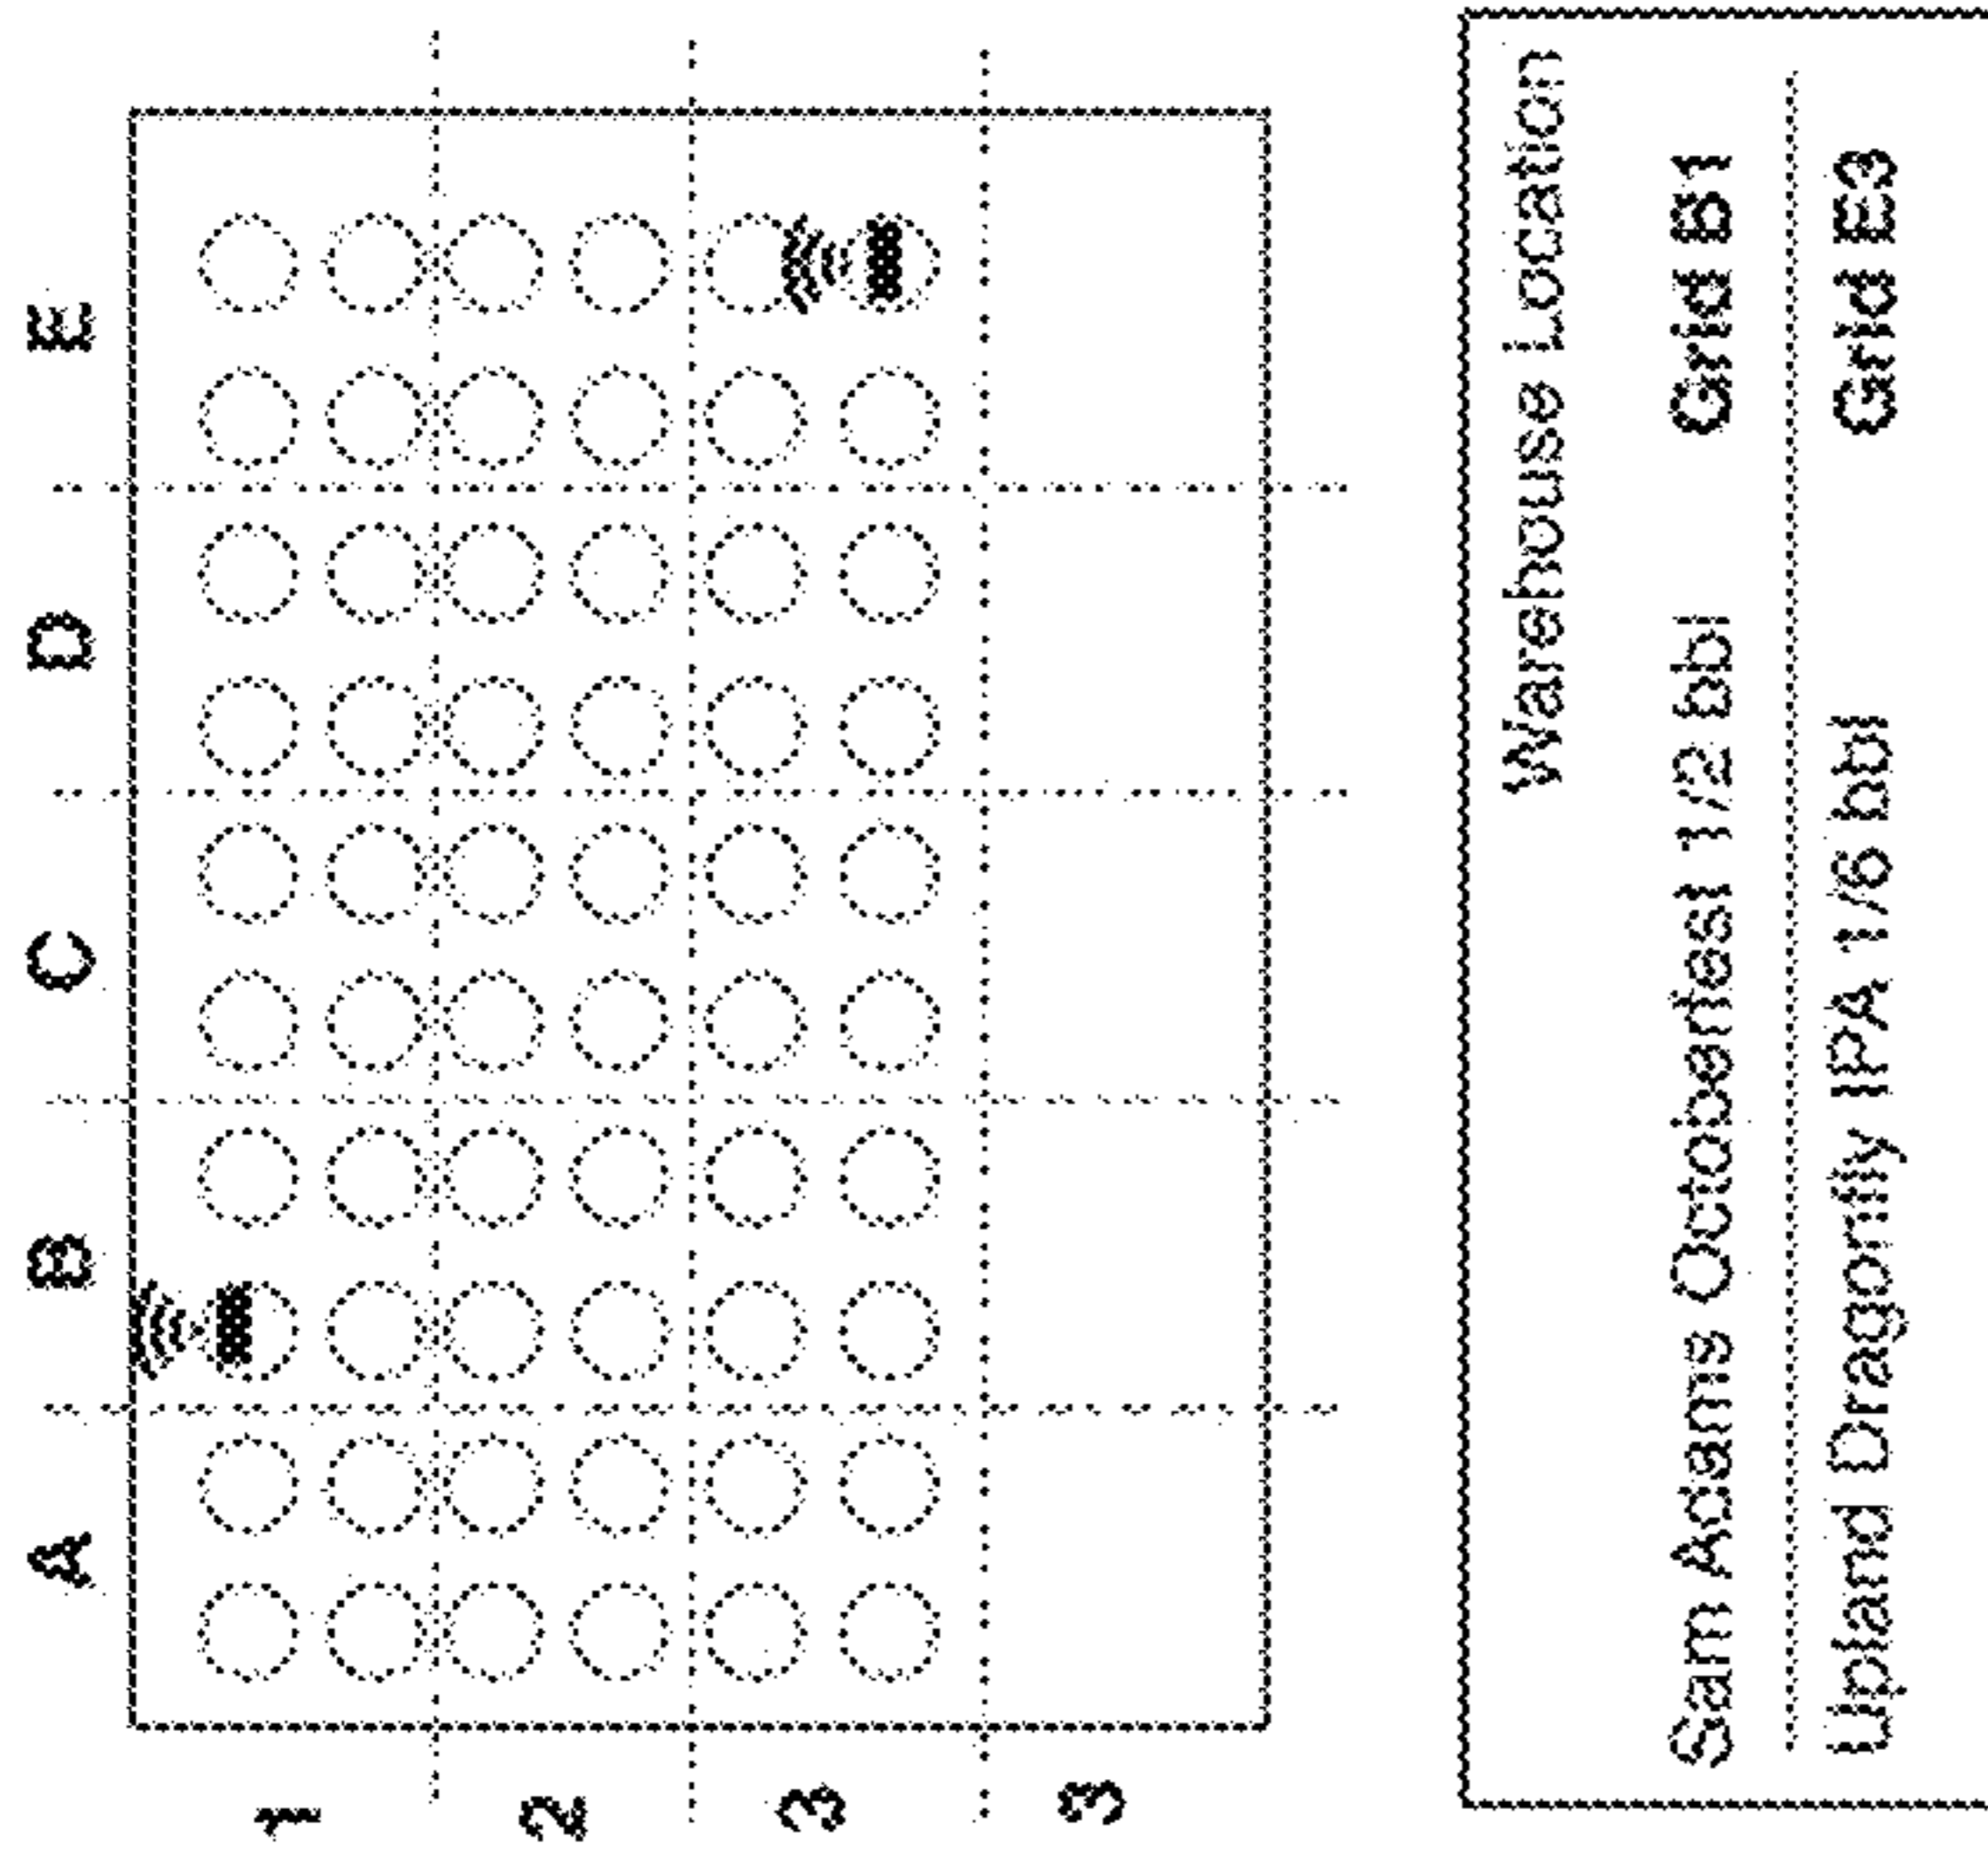 A B C D E
1
2
3
3
Warehouse Location
Sam Adams Octoberfest 1/2 bbl Grid B1
Upland Dragonfly IPA 1/6 bbl Grid E3